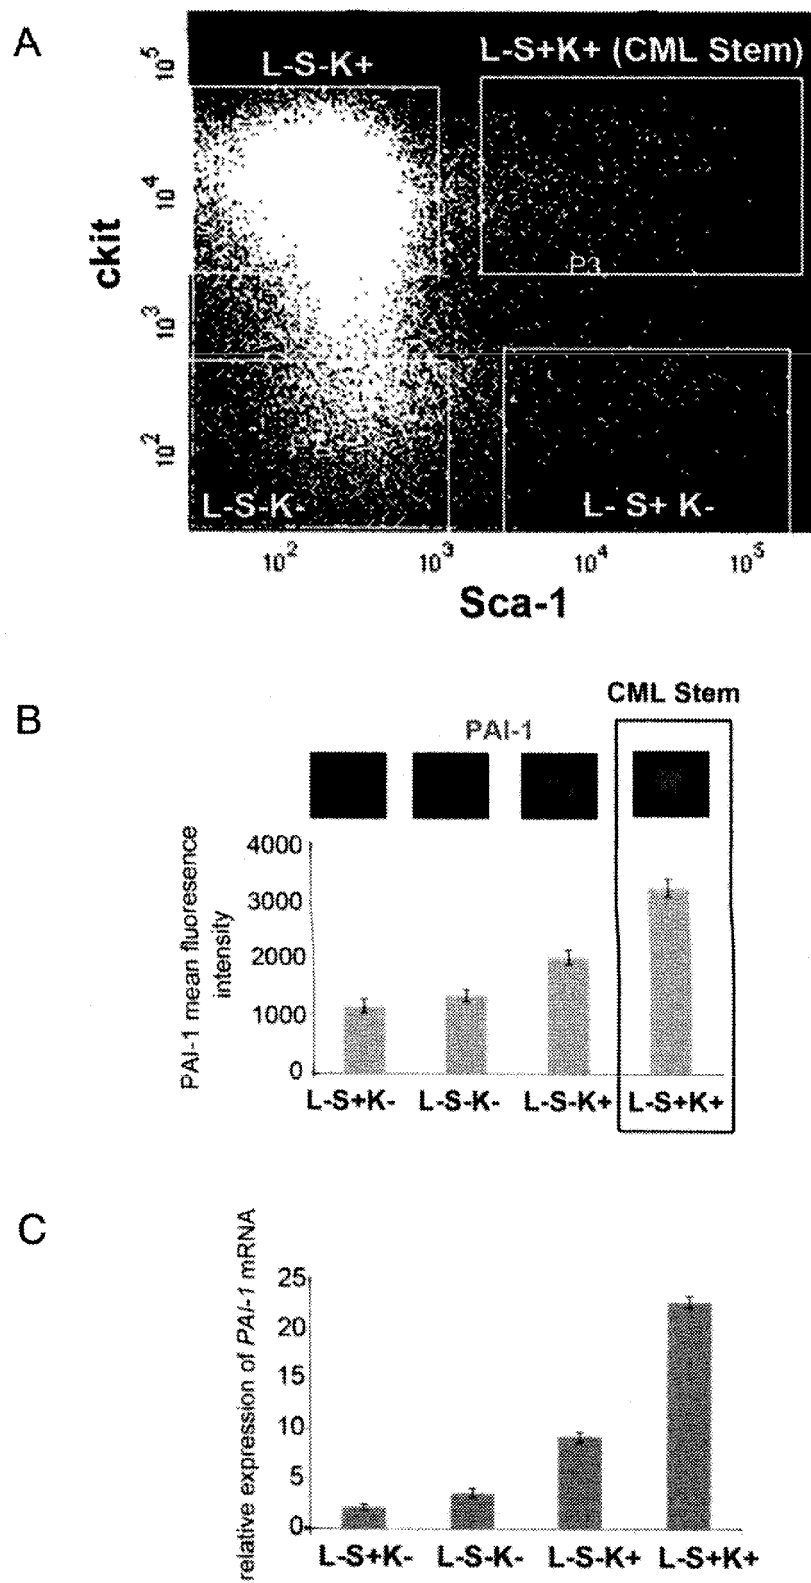 A
L-S-K+
L-S+K+ (CML Stem)
10^5
10^4
10^3
10^2
ckit
P3
L-S-K-
L- S+ K-
10^2
10^3
10^4
10^5
Sca-1
B
CML Stem
PAI-1
PAI-1 mean fluoresence
intensity
4000
3000
2000
1000
0
L-S+K-
L-S-K-
L-S-K+
L-S+K+
C
relative expression of PAI-1 mRNA
25
20
15
10
5
0
L-S+K-
L-S-K-
L-S-K+
L-S+K+